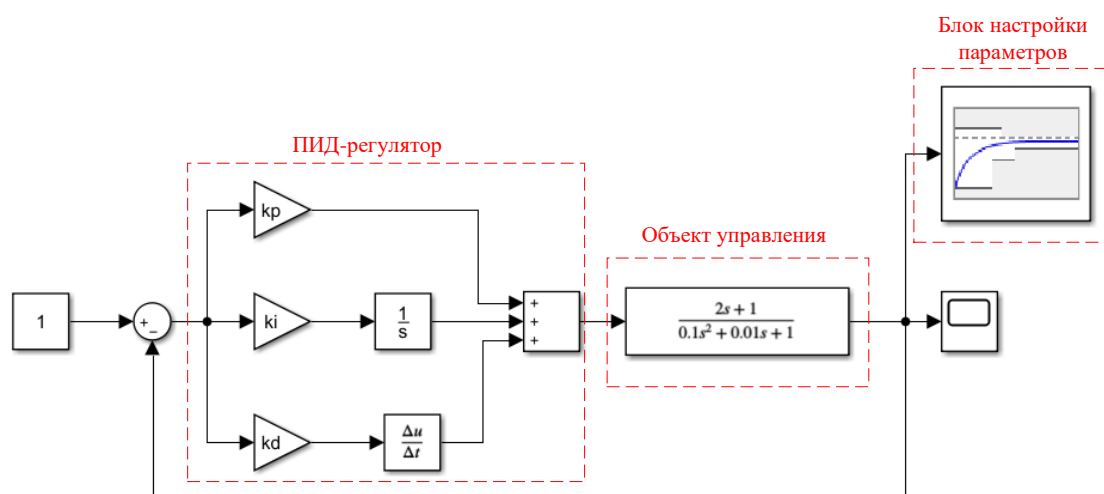 Блок настройки
параметров
ПИД-регулятор
kp
Объект управления
1
+
−
ki
1
s
+
+
+
2s + 1
0.1s² + 0.01s + 1
kd
Δu
Δt